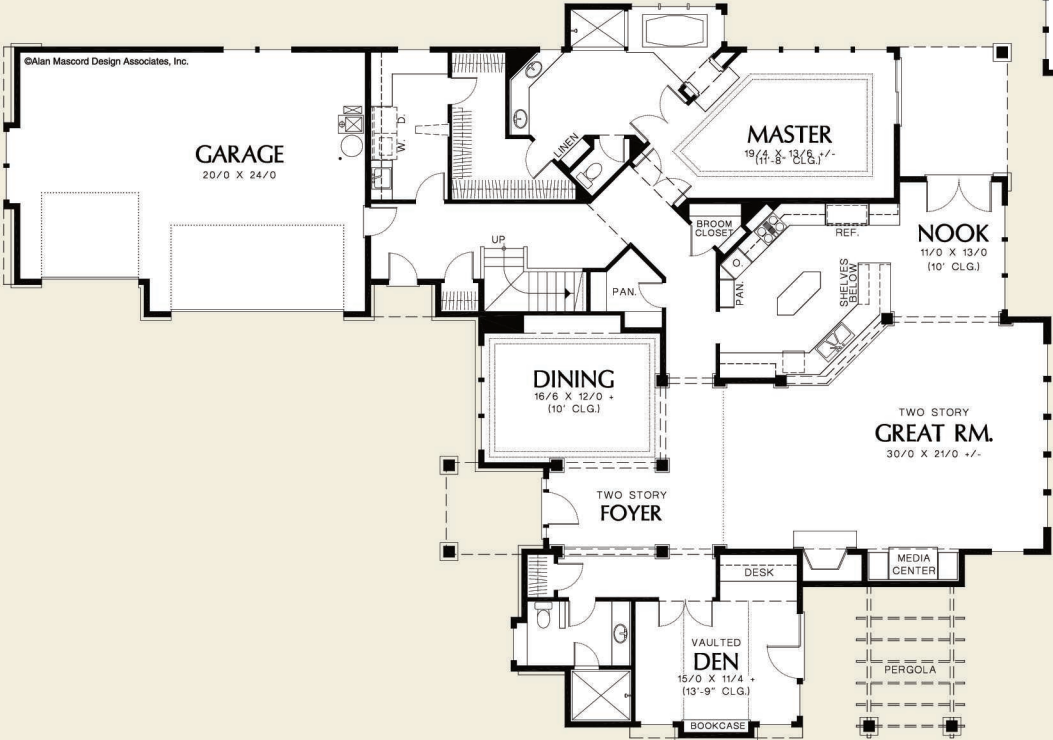 ©Alan Mascord Design Associates, Inc.
GARAGE
20/0 X 24/0
W. D.
LINEN
MASTER
19/4 X 13/6 +/-
(11'-8" CLG.)
UP
BROOM
CLOSET
REF.
NOOK
11/0 X 13/0
(10' CLG.)
O.
PAN.
SHELVES
BELOW
PAN.
DINING
16/6 X 12/0 +
(10' CLG.)
TWO STORY
GREAT RM.
30/0 X 21/0 +/-
TWO STORY
FOYER
MEDIA
CENTER
DESK
VAULTED
DEN
15/0 X 11/4 +
(13'-9" CLG.)
BOOKCASE
PERGOLA